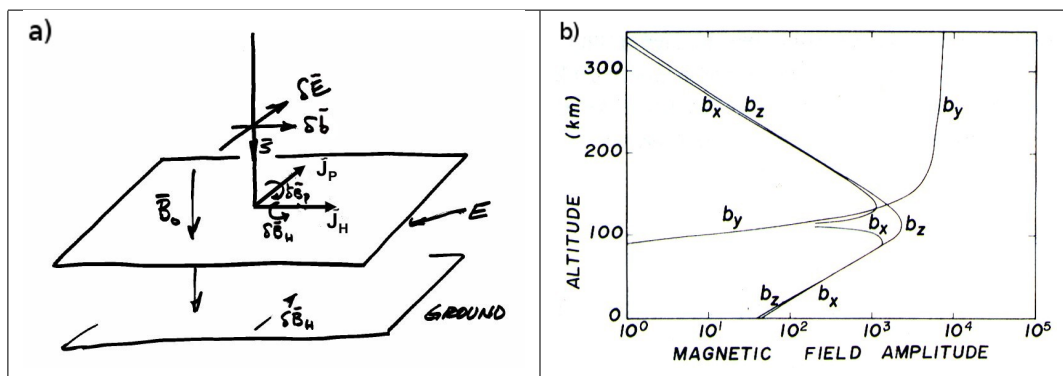 a)
δĒ
δb̄
S̄
J̄P
B̄o
δB̄P
J̄H
δB̄H
E
δB̄H
GROUND
b)
300
200
100
0
ALTITUDE (km)
bx
bz
by
by
bx
bz
bz
bx
10⁰
10¹
10²
10³
10⁴
10⁵
MAGNETIC FIELD AMPLITUDE